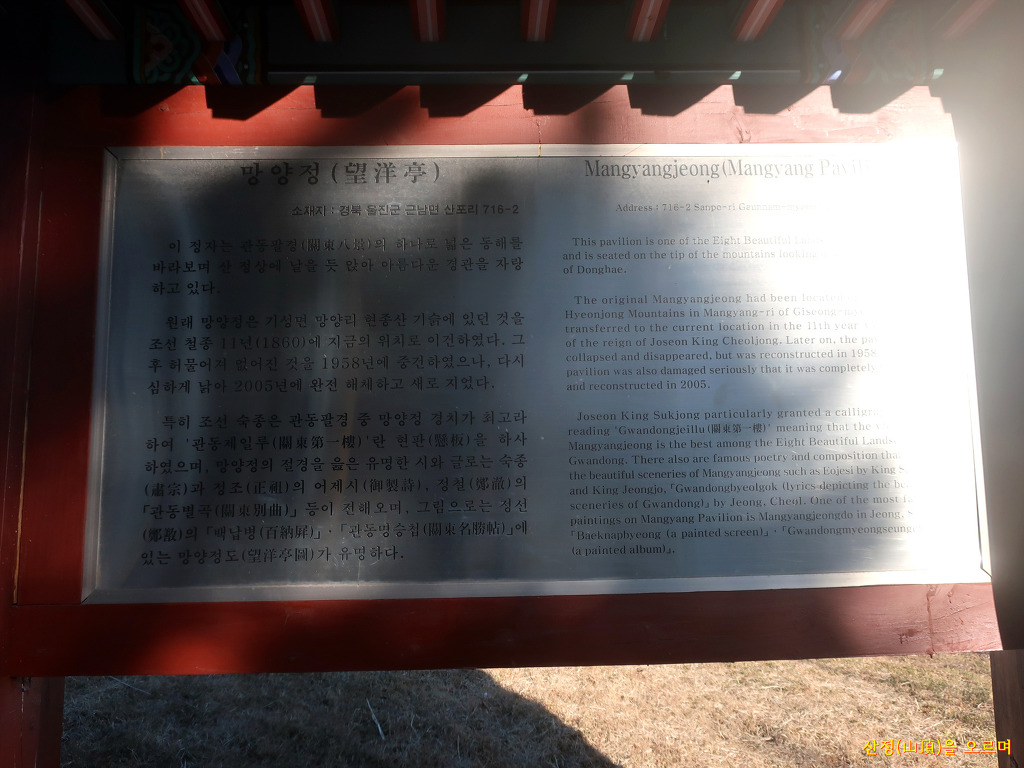 망양정(望洋亭)
소재지 : 경북 울진군 근남면 산포리 716-2
이 정자는 관동팔경(關東八景)의 하나로 넓은 동해를
바라보며 산 정상에 날을 듯 앉아 아름다운 경관을 자랑
하고 있다.
원래 망양정은 기성면 망양리 현종산 기슭에 있던 것을
조선 철종 11년(1860)에 지금의 위치로 이건하였다. 그
후 허물어져 없어진 것을 1958년에 중건하였으나, 다시
심하게 낡아 2005년에 완전 해체하고 새로 지었다.
특히 조선 숙종은 관동팔경 중 망양정 경치가 최고라
하여 '관동제일루(關東第一樓)'란 현판(懸板)을 하사
하였으며, 망양정의 절경을 읊은 유명한 시와 글로는 숙종
(肅宗)과 정조(正祖)의 어제시(御製詩), 정철(鄭澈)의
「관동별곡(關東別曲)」 등이 전해오며, 그림으로는 정선
의 「백납병(百納屛)」·「관동명승첩(關東名勝帖)」에
있는 망양정도(望洋亭圖)가 유명하다.
Mangyangjeong(Mangyang
Address : 716-2 Sanpo-ri
This pavilion is one of the Eight Beautiful
and is seated on the tip of the mountains looking
of Donghae.
The original Mangyangjeong had been located
Hyeonjong Mountains in Mangyang-ri of Giseong
transferred to the current location in the 11th year
of the reign of Joseon King Cheoljong. Later on, the
collapsed and disappeared, but was reconstructed in 1958
pavilion was also damaged seriously that it was completely
and reconstructed in 2005.
Joseon King Sukjong particularly granted a
reading 'Gwandongjeillu(關東第一樓)' meaning that the
Mangyangjeong is the best among the Eight Beautiful
Gwandong. There also are famous poetry and composition
the beautiful sceneries of Mangyangjeong such as Eojesi by King
and King Jeongjo, 「Gwandongbyeolgok (lyrics depicting the
sceneries of Gwandong)」 by Jeong, Cheol. One of the most
paintings on Mangyang Pavilion is Mangyangjeongdo in Jeong,
「Baeknapbyeong (a painted screen)」·「Gwandongmyeongseung
(a painted album)」.
산정(山頂)을 오르며